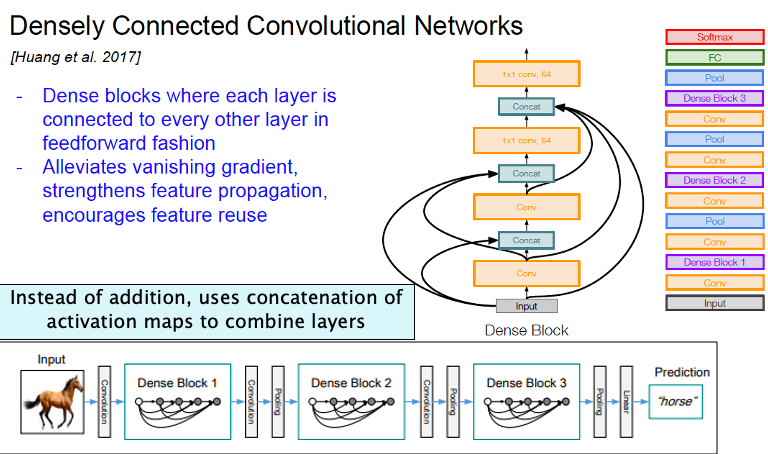 Densely Connected Convolutional Networks
[Huang et al. 2017]
- Dense blocks where each layer is
connected to every other layer in
feedforward fashion
- Alleviates vanishing gradient,
strengthens feature propagation,
encourages feature reuse
Instead of addition, uses concatenation of
activation maps to combine layers
1x1 conv, 64
Concat
1x1 conv, 64
Concat
Conv
Concat
Conv
Input
Dense Block
Softmax
FC
Pool
Dense Block 3
Conv
Pool
Conv
Dense Block 2
Conv
Pool
Conv
Dense Block 1
Conv
Input
Input
Convolution
Dense Block 1
Convolution
Pooling
Dense Block 2
Convolution
Pooling
Dense Block 3
Pooling
Linear
Prediction
"horse"